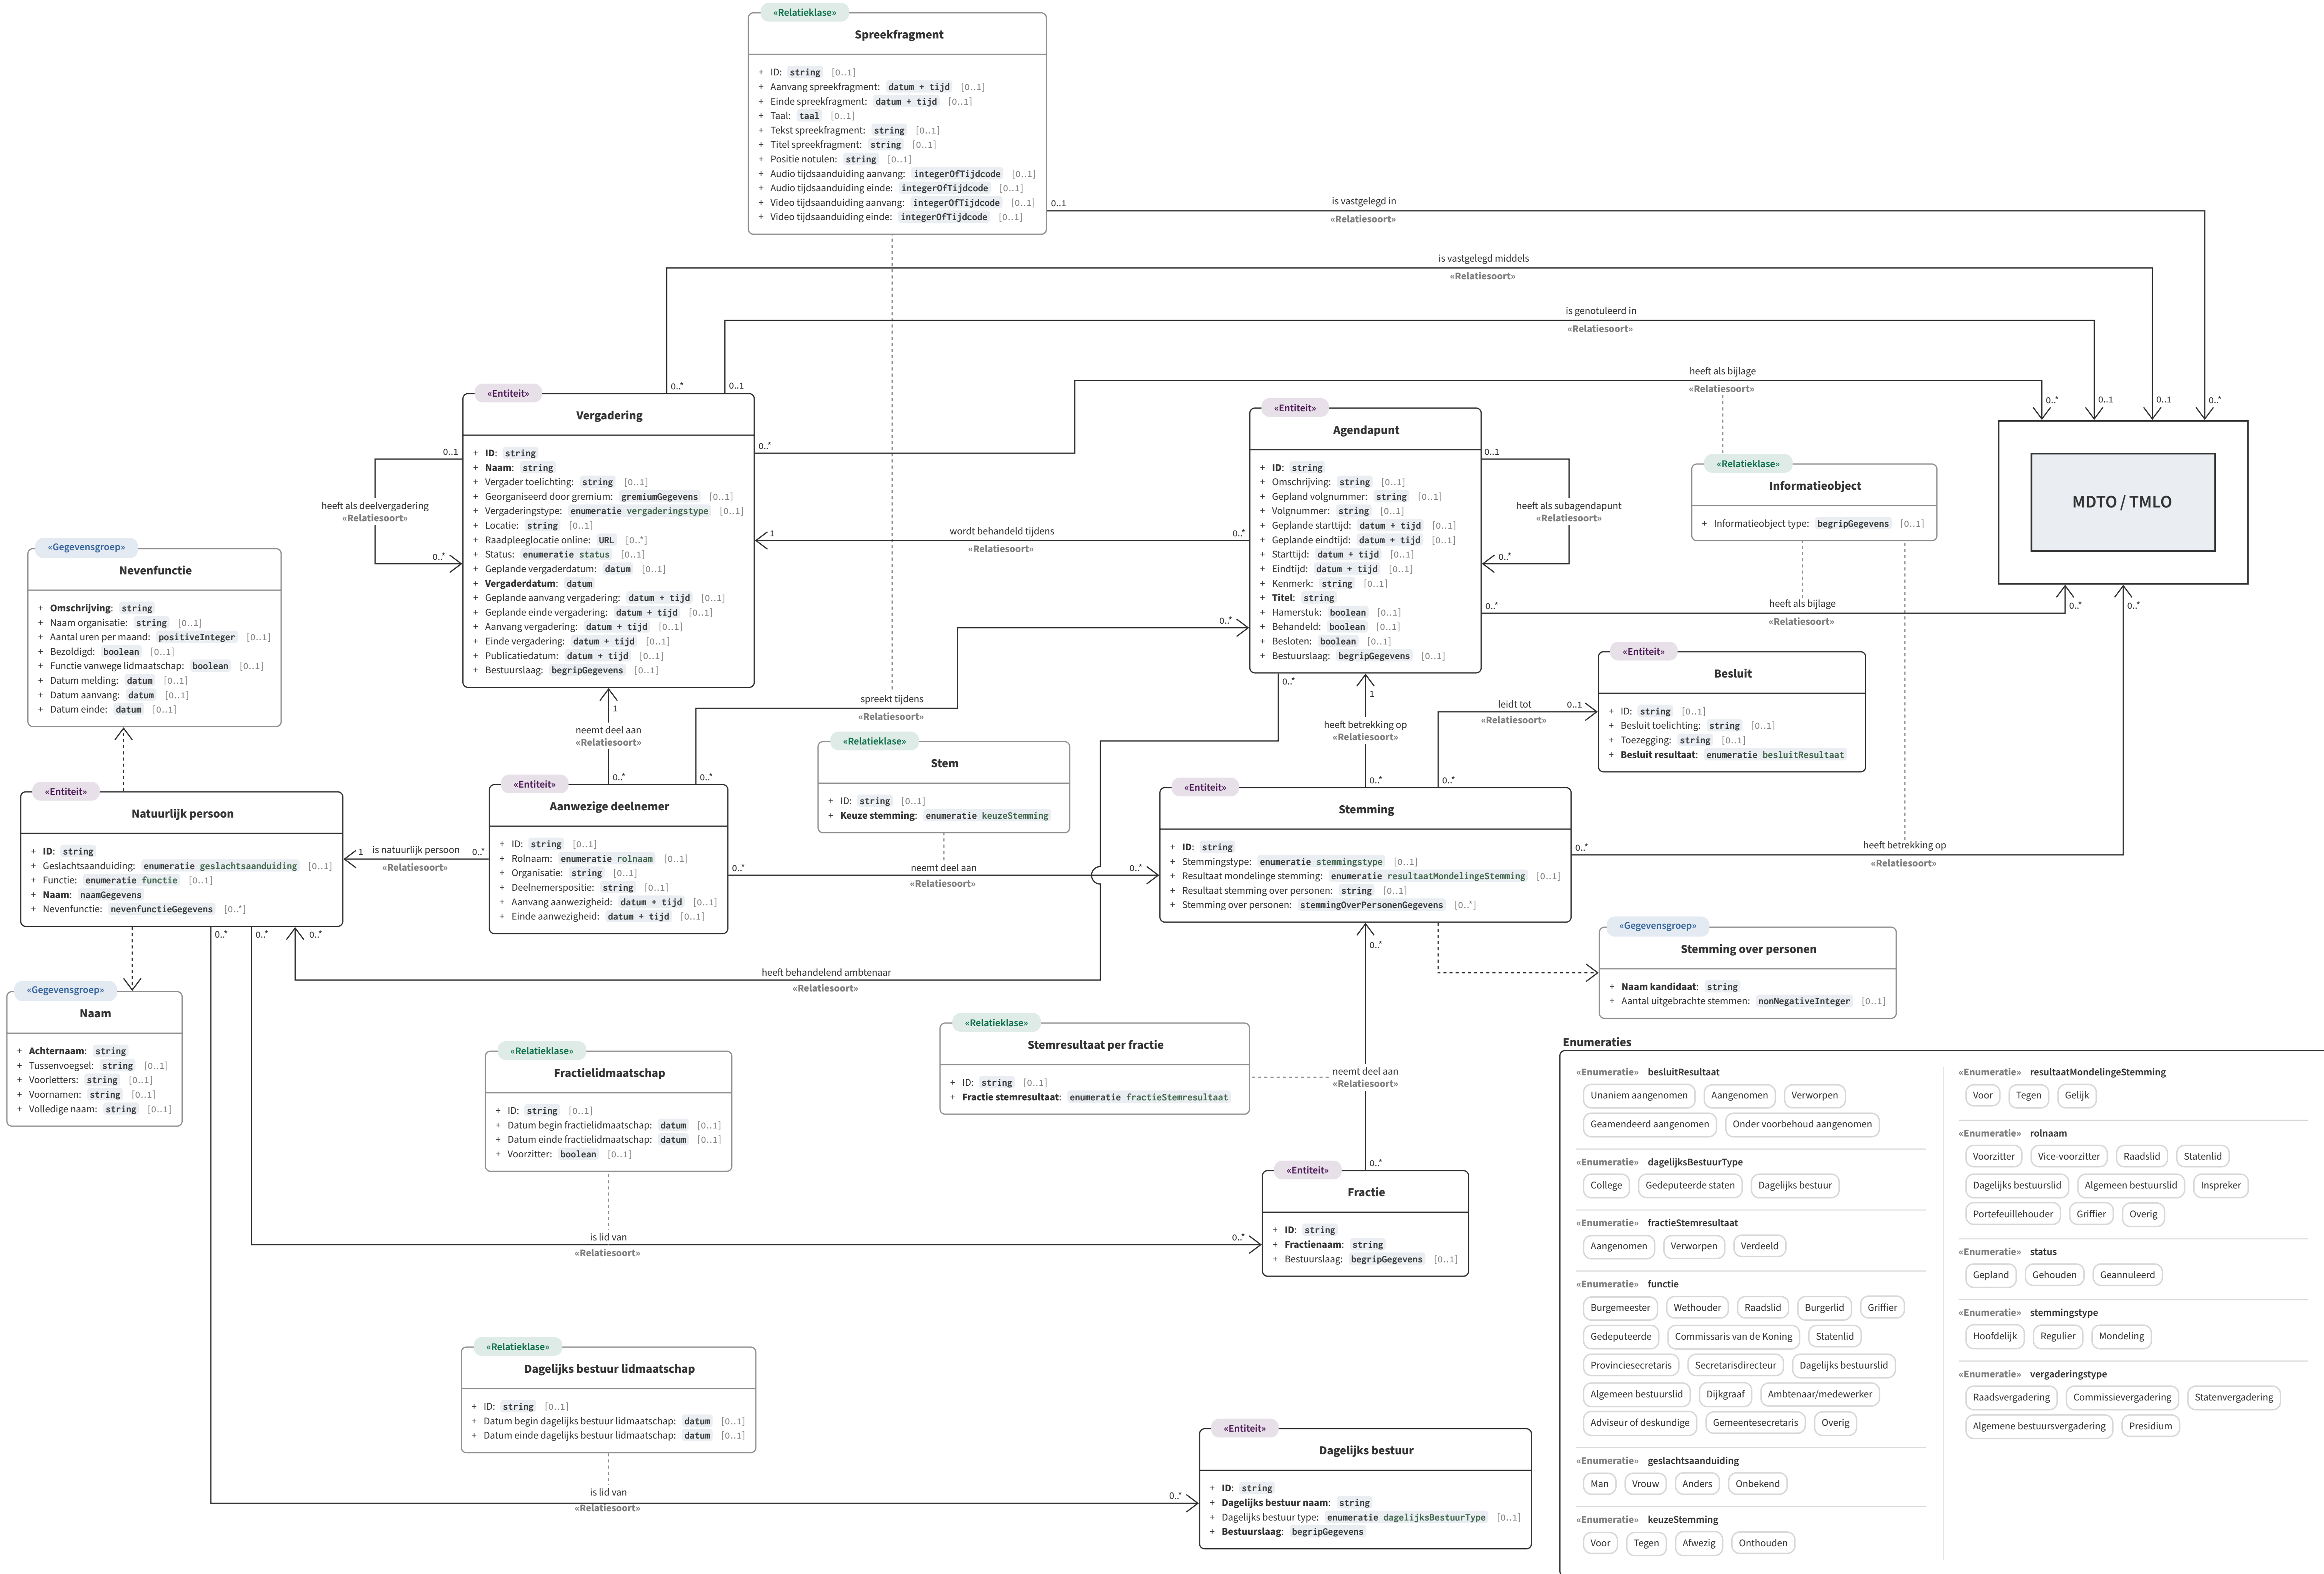 «Relatieklase»
Spreekfragment
+ ID: string [0..1]
+ Aanvang spreekfragment: datum + tijd [0..1]
+ Einde spreekfragment: datum + tijd [0..1]
+ Taal: taal [0..1]
+ Tekst spreekfragment: string [0..1]
+ Titel spreekfragment: string [0..1]
+ Positie notulen: string [0..1]
+ Audio tijdsaanduiding aanvang: integerOfTijdcode [0..1]
+ Audio tijdsaanduiding einde: integerOfTijdcode [0..1]
+ Video tijdsaanduiding aanvang: integerOfTijdcode [0..1]
+ Video tijdsaanduiding einde: integerOfTijdcode [0..1]
0..1
is vastgelegd in
«Relatiesoort»
is vastgelegd middels
«Relatiesoort»
is genotuleerd in
«Relatiesoort»
heeft als bijlage
«Relatiesoort»
0..*
0..1
0..*
0..1
0..1
0..*
«Entiteit»
Vergadering
+ ID: string
+ Naam: string
+ Vergader toelichting: string [0..1]
+ Georganiseerd door gremium: gremiumGegevens [0..1]
+ Vergaderingstype: enumeratie vergaderingstype [0..1]
+ Locatie: string [0..1]
+ Raadpleeglocatie online: URL [0..*]
+ Status: enumeratie status [0..1]
+ Geplande vergaderdatum: datum [0..1]
+ Vergaderdatum: datum
+ Geplande aanvang vergadering: datum + tijd [0..1]
+ Geplande einde vergadering: datum + tijd [0..1]
+ Aanvang vergadering: datum + tijd [0..1]
+ Einde vergadering: datum + tijd [0..1]
+ Publicatiedatum: datum + tijd [0..1]
+ Bestuurslaag: begripGegevens [0..1]
0..1
heeft als deelvergadering
«Relatiesoort»
0..*
0..*
1
wordt behandeld tijdens
«Relatiesoort»
0..*
«Entiteit»
Agendapunt
+ ID: string
+ Omschrijving: string [0..1]
+ Gepland volgnummer: string [0..1]
+ Volgnummer: string [0..1]
+ Geplande starttijd: datum + tijd [0..1]
+ Geplande eindtijd: datum + tijd [0..1]
+ Starttijd: datum + tijd [0..1]
+ Eindtijd: datum + tijd [0..1]
+ Kenmerk: string [0..1]
+ Titel: string
+ Hamerstuk: boolean [0..1]
+ Behandeld: boolean [0..1]
+ Besloten: boolean [0..1]
+ Bestuurslaag: begripGegevens [0..1]
0..1
heeft als subagendapunt
«Relatiesoort»
0..*
0..*
heeft als bijlage
«Relatiesoort»
0..*
0..*
«Relatieklase»
Informatieobject
+ Informatieobject type: begripGegevens [0..1]
MDTO / TMLO
«Gegevensgroep»
Nevenfunctie
+ Omschrijving: string
+ Naam organisatie: string [0..1]
+ Aantal uren per maand: positiveInteger [0..1]
+ Bezoldigd: boolean [0..1]
+ Functie vanwege lidmaatschap: boolean [0..1]
+ Datum melding: datum [0..1]
+ Datum aanvang: datum [0..1]
+ Datum einde: datum [0..1]
1
neemt deel aan
«Relatiesoort»
0..*
0..*
spreekt tijdens
«Relatiesoort»
0..*
0..*
1
heeft betrekking op
«Relatiesoort»
0..*
leidt tot
«Relatiesoort»
0..1
0..*
«Entiteit»
Besluit
+ ID: string [0..1]
+ Besluit toelichting: string [0..1]
+ Toezegging: string [0..1]
+ Besluit resultaat: enumeratie besluitResultaat
«Relatieklase»
Stem
+ ID: string [0..1]
+ Keuze stemming: enumeratie keuzeStemming
«Entiteit»
Natuurlijk persoon
+ ID: string
+ Geslachtsaanduiding: enumeratie geslachtsaanduiding [0..1]
+ Functie: enumeratie functie [0..1]
+ Naam: naamGegevens
+ Nevenfunctie: nevenfunctieGegevens [0..*]
1
is natuurlijk persoon
«Relatiesoort»
0..*
«Entiteit»
Aanwezige deelnemer
+ ID: string [0..1]
+ Rolnaam: enumeratie rolnaam [0..1]
+ Organisatie: string [0..1]
+ Deelnemerspositie: string [0..1]
+ Aanvang aanwezigheid: datum + tijd [0..1]
+ Einde aanwezigheid: datum + tijd [0..1]
0..*
neemt deel aan
«Relatiesoort»
0..*
«Entiteit»
Stemming
+ ID: string
+ Stemmingstype: enumeratie stemmingstype [0..1]
+ Resultaat mondelinge stemming: enumeratie resultaatMondelingeStemming [0..1]
+ Resultaat stemming over personen: string [0..1]
+ Stemming over personen: stemmingOverPersonenGegevens [0..*]
0..*
heeft betrekking op
«Relatiesoort»
0..*
0..*
0..*
0..*
heeft behandelend ambtenaar
«Relatiesoort»
«Gegevensgroep»
Stemming over personen
+ Naam kandidaat: string
+ Aantal uitgebrachte stemmen: nonNegativeInteger [0..1]
«Gegevensgroep»
Naam
+ Achternaam: string
+ Tussenvoegsel: string [0..1]
+ Voorletters: string [0..1]
+ Voornamen: string [0..1]
+ Volledige naam: string [0..1]
«Relatieklase»
Fractielidmaatschap
+ ID: string [0..1]
+ Datum begin fractielidmaatschap: datum [0..1]
+ Datum einde fractielidmaatschap: datum [0..1]
+ Voorzitter: boolean [0..1]
«Relatieklase»
Stemresultaat per fractie
+ ID: string [0..1]
+ Fractie stemresultaat: enumeratie fractieStemresultaat
neemt deel aan
«Relatiesoort»
0..*
is lid van
«Relatiesoort»
0..*
«Entiteit»
Fractie
+ ID: string
+ Fractienaam: string
+ Bestuurslaag: begripGegevens [0..1]
«Relatieklase»
Dagelijks bestuur lidmaatschap
+ ID: string [0..1]
+ Datum begin dagelijks bestuur lidmaatschap: datum [0..1]
+ Datum einde dagelijks bestuur lidmaatschap: datum [0..1]
is lid van
«Relatiesoort»
0..*
«Entiteit»
Dagelijks bestuur
+ ID: string
+ Dagelijks bestuur naam: string
+ Dagelijks bestuur type: enumeratie dagelijksBestuurType [0..1]
+ Bestuurslaag: begripGegevens
Enumeraties
«Enumeratie» besluitResultaat
Unaniem aangenomen Aangenomen Verworpen
Geamendeerd aangenomen Onder voorbehoud aangenomen
«Enumeratie» dagelijksBestuurType
College Gedeputeerde staten Dagelijks bestuur
«Enumeratie» fractieStemresultaat
Aangenomen Verworpen Verdeeld
«Enumeratie» functie
Burgemeester Wethouder Raadslid Burgerlid Griffier
Gedeputeerde Commissaris van de Koning Statenlid
Provinciesecretaris Secretarisdirecteur Dagelijks bestuurslid
Algemeen bestuurslid Dijkgraaf Ambtenaar/medewerker
Adviseur of deskundige Gemeentesecretaris Overig
«Enumeratie» geslachtsaanduiding
Man Vrouw Anders Onbekend
«Enumeratie» keuzeStemming
Voor Tegen Afwezig Onthouden
«Enumeratie» resultaatMondelingeStemming
Voor Tegen Gelijk
«Enumeratie» rolnaam
Voorzitter Vice-voorzitter Raadslid Statenlid
Dagelijks bestuurslid Algemeen bestuurslid Inspreker
Portefeuillehouder Griffier Overig
«Enumeratie» status
Gepland Gehouden Geannuleerd
«Enumeratie» stemmingstype
Hoofdelijk Regulier Mondeling
«Enumeratie» vergaderingstype
Raadsvergadering Commissievergadering Statenvergadering
Algemene bestuursvergadering Presidium